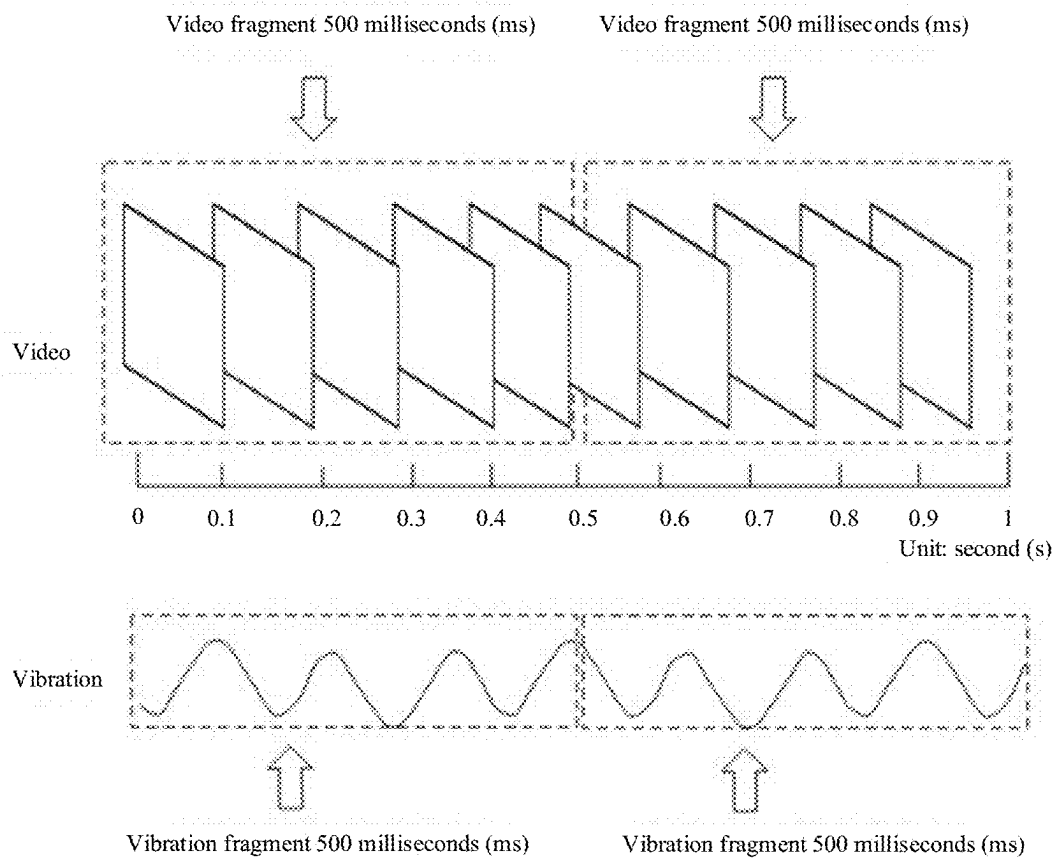 Video fragment 500 milliseconds (ms)
Video fragment 500 milliseconds (ms)
Video
0 0.1 0.2 0.3 0.4 0.5 0.6 0.7 0.8 0.9 1
Unit: second (s)
Vibration
Vibration fragment 500 milliseconds (ms)
Vibration fragment 500 milliseconds (ms)